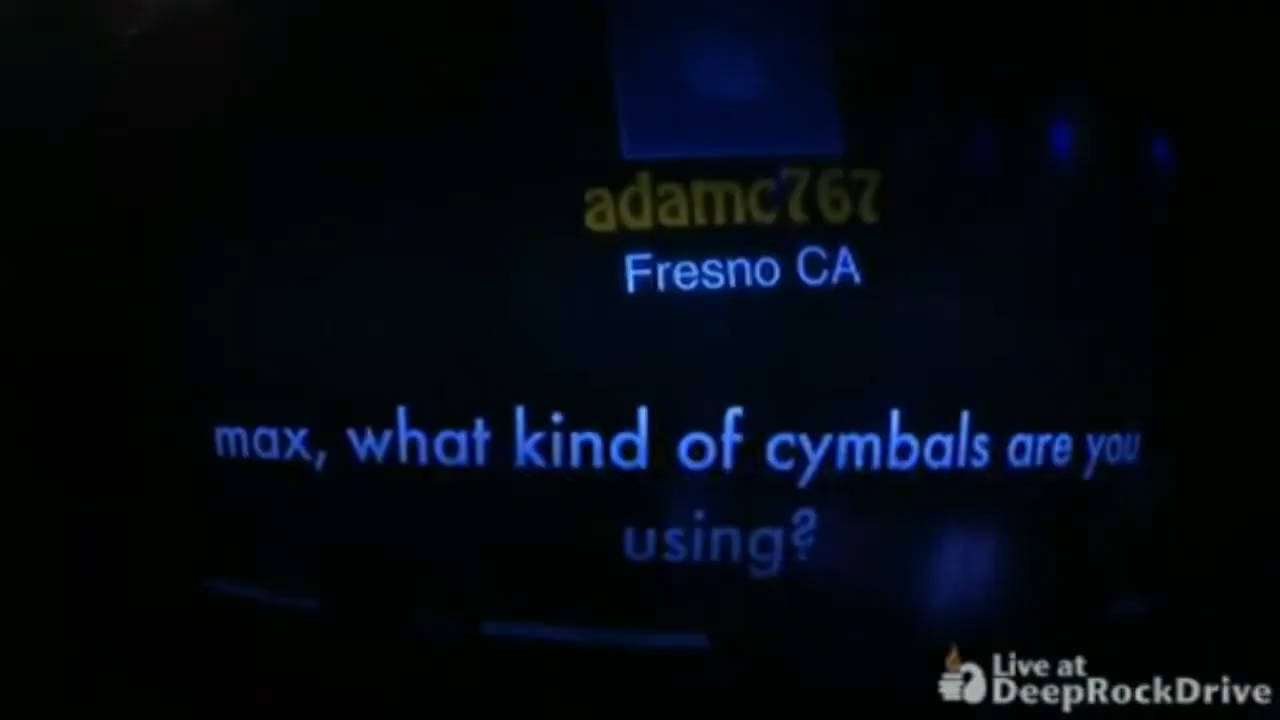 adamc767
Fresno CA
max, what kind of cymbals are you
using?
Live at
DeepRockDrive